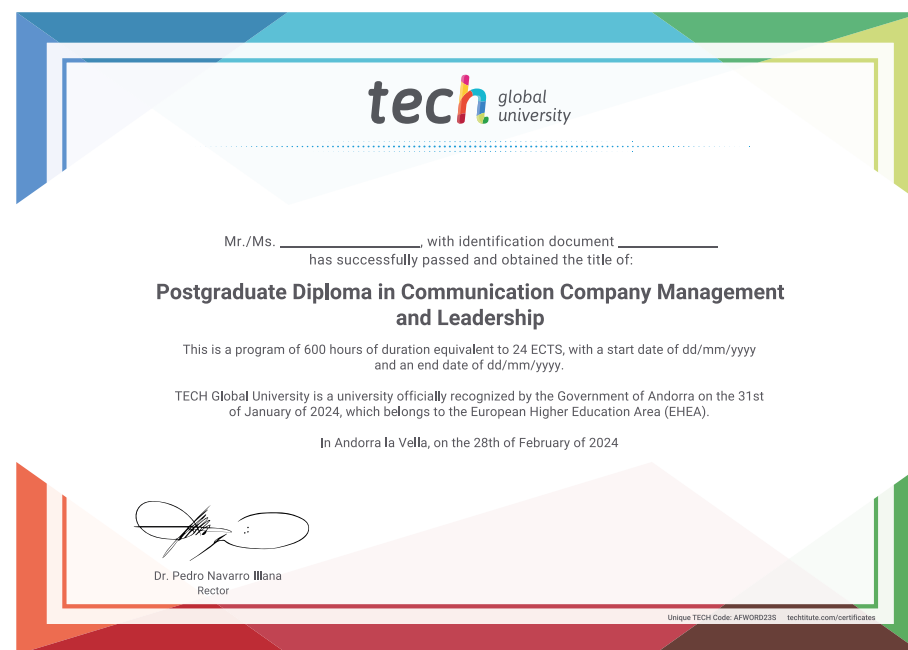 tech global
university
Mr./Ms. ____________, with identification document ____________
has successfully passed and obtained the title of:
Postgraduate Diploma in Communication Company Management
and Leadership
This is a program of 600 hours of duration equivalent to 24 ECTS, with a start date of dd/mm/yyyy
and an end date of dd/mm/yyyy.
TECH Global University is a university officially recognized by the Government of Andorra on the 31st
of January of 2024, which belongs to the European Higher Education Area (EHEA).
In Andorra la Vella, on the 28th of February of 2024
Dr. Pedro Navarro Illana
Rector
Unique TECH Code: AFWORD23S techtitute.com/certificates